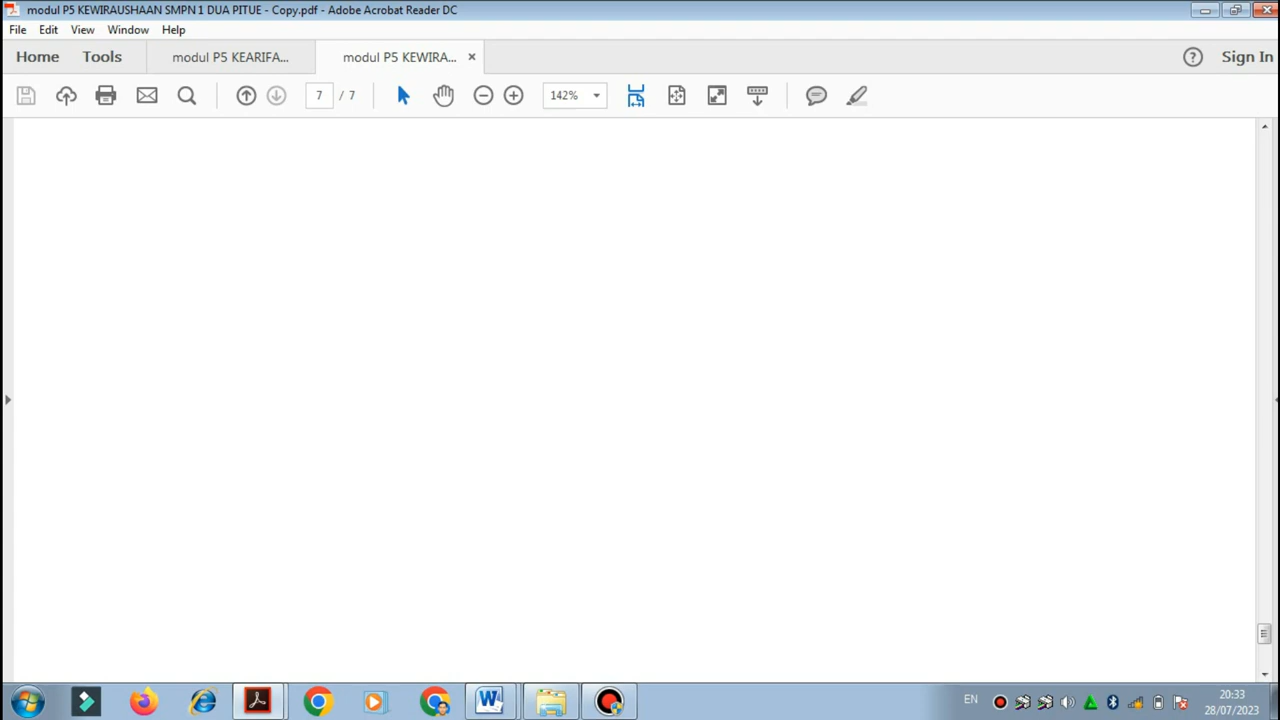 modul P5 KEWIRAUSHAAN SMPN 1 DUA PITUE - Copy.pdf - Adobe Acrobat Reader DC
File Edit View Window Help
Home Tools modul P5 KEARIFA... modul P5 KEWIRA... × ? Sign In
7 / 7 142%
EN 20:33
28/07/2023